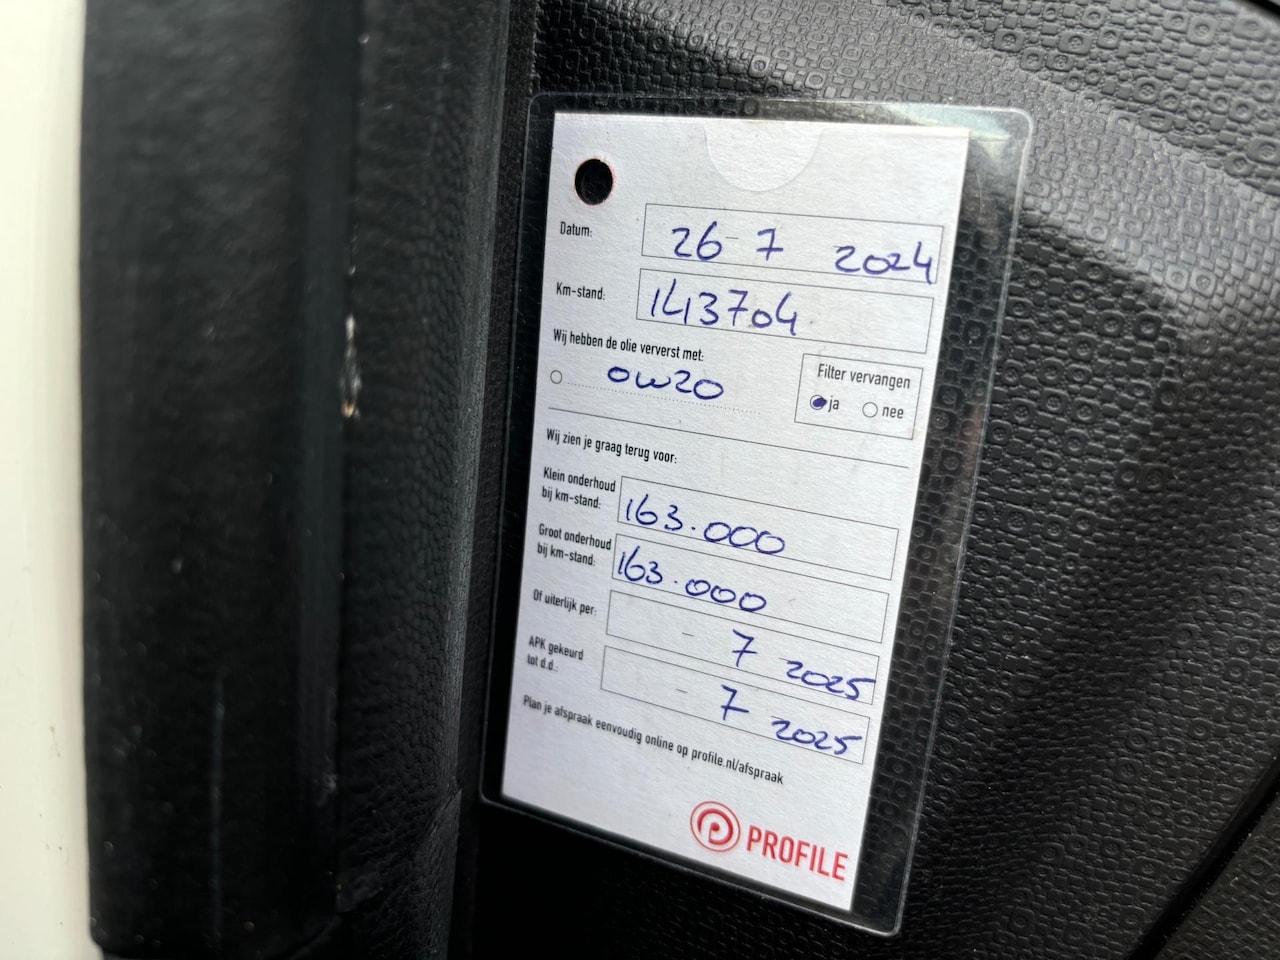 Datum: 26-7 2024
Km-stand: 143704
Wij hebben de olie ververst met:
0w20
Filter vervangen
ja nee
Wij zien je graag terug voor:
Klein onderhoud
bij km-stand: 163.000
Groot onderhoud
bij km-stand: 163.000
Of uiterlijk per: - 7 2025
APK gekeurd
tot d.d.: - 7 2025
Plan je afspraak eenvoudig online op profile.nl/afspraak
PROFILE